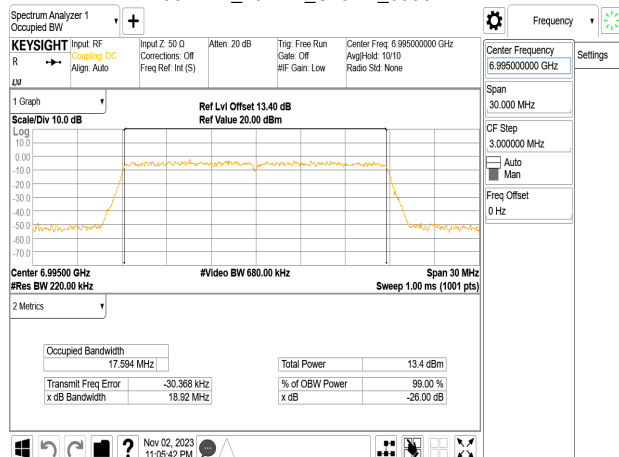 Spectrum Analyzer 1
Occupied BW
Frequency
KEYSIGHT
R
Input: RF
Coupling: DC
Align: Auto
Input Z: 50 Ω
Corrections: Off
Freq Ref: Int (S)
Atten: 20 dB
Trig: Free Run
Gate: Off
#IF Gain: Low
Center Freq: 6.995000000 GHz
Avg|Hold: 10/10
Radio Std: None
LXI
1 Graph
Scale/Div 10.0 dB
Ref Lvl Offset 13.40 dB
Ref Value 20.00 dBm
Log
10.0
0.00
-10.0
-20.0
-30.0
-40.0
-50.0
-60.0
-70.0
Center 6.99500 GHz
#Res BW 220.00 kHz
#Video BW 680.00 kHz
Span 30 MHz
Sweep 1.00 ms (1001 pts)
2 Metrics
Occupied Bandwidth
17.594 MHz
Transmit Freq Error -30.368 kHz
x dB Bandwidth 18.92 MHz
Total Power 13.4 dBm
% of OBW Power 99.00 %
x dB -26.00 dB
Nov 02, 2023
11:05:42 PM
Center Frequency
6.995000000 GHz
Settings
Span
30.000 MHz
CF Step
3.000000 MHz
Auto
Man
Freq Offset
0 Hz